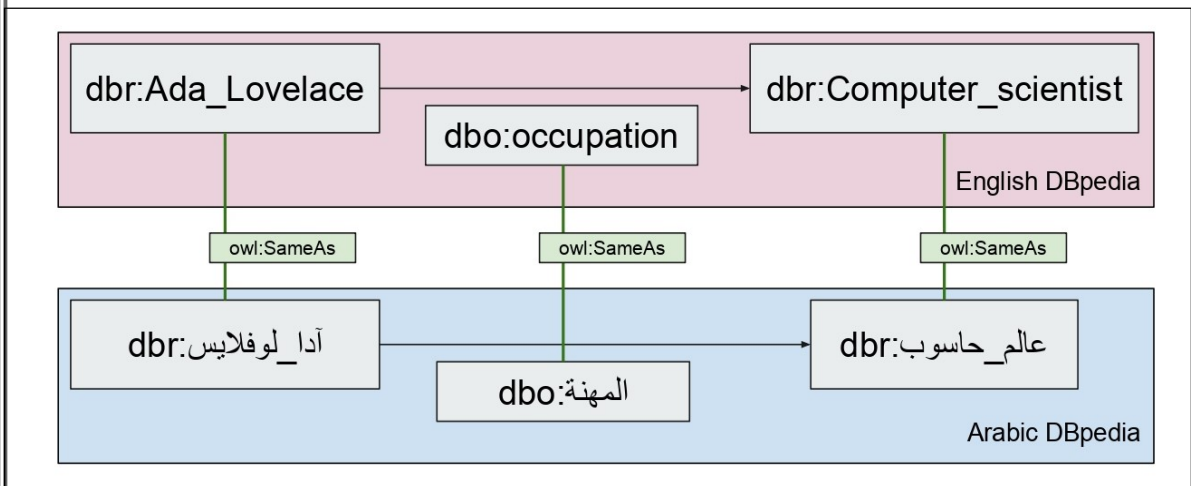 dbr:Ada_Lovelace
dbr:Computer_scientist
dbo:occupation
English DBpedia
owl:SameAs
owl:SameAs
owl:SameAs
dbr:آدا_لوفلايس
dbr:عالم_حاسوب
dbo:المهنة
Arabic DBpedia